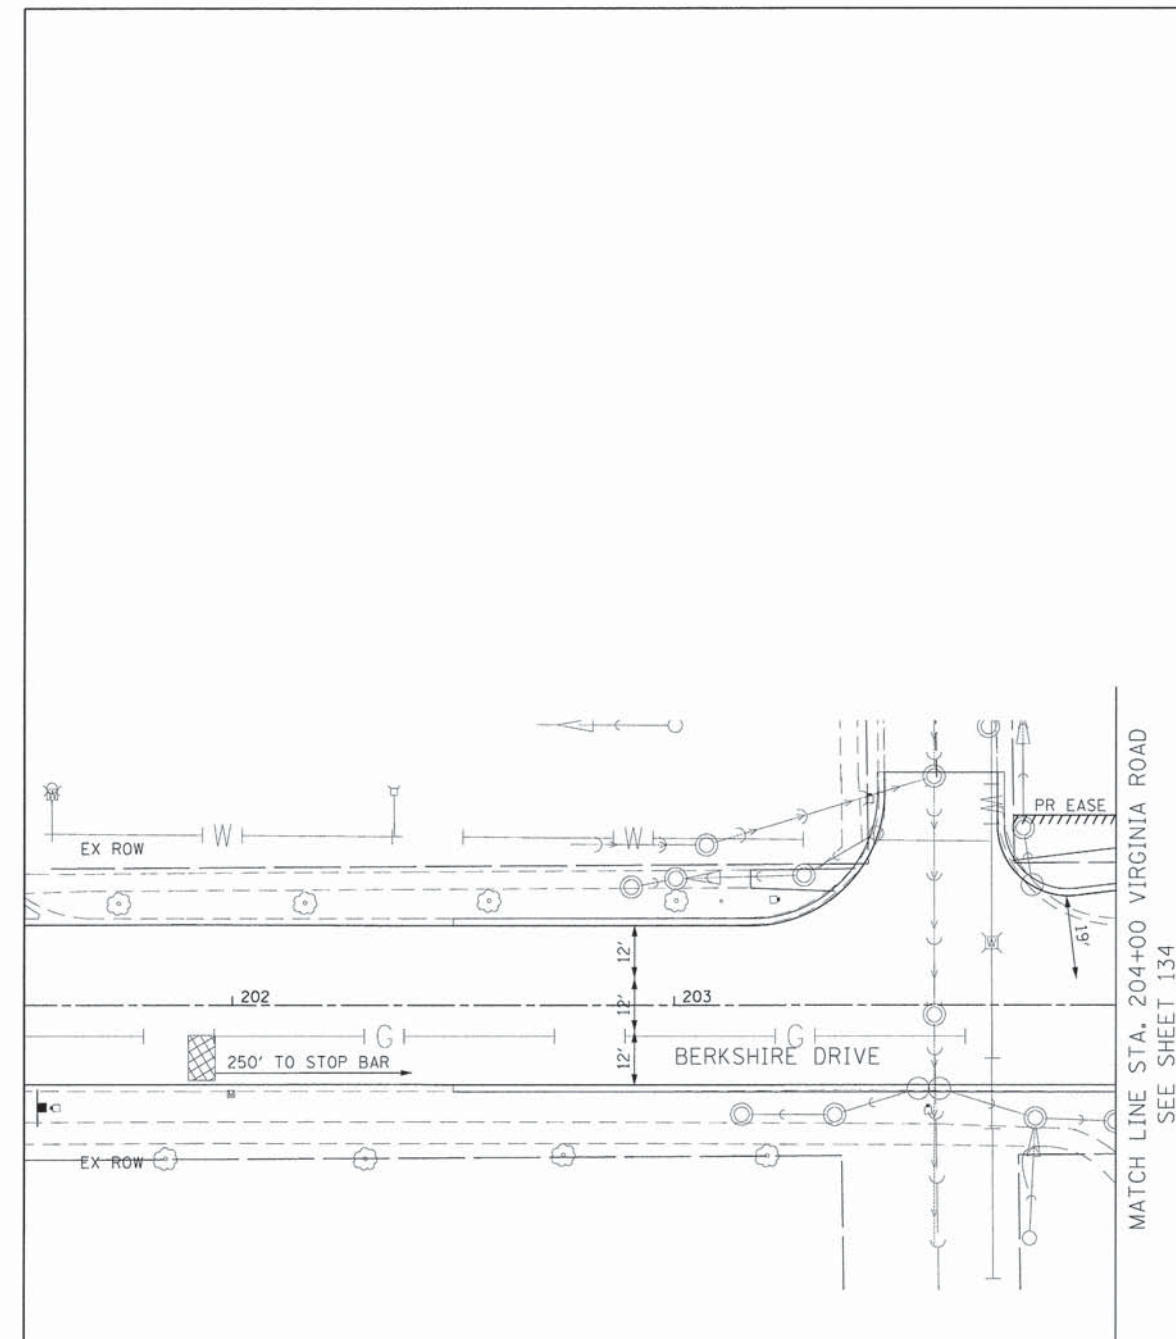 PR EASE
W
W
W
EX ROW
19'
12'
W
202
12'
203
G
G
12'
BERKSHIRE DRIVE
250' TO STOP BAR
EX ROW
MATCH LINE STA. 204+00 VIRGINIA ROAD
SEE SHEET 134